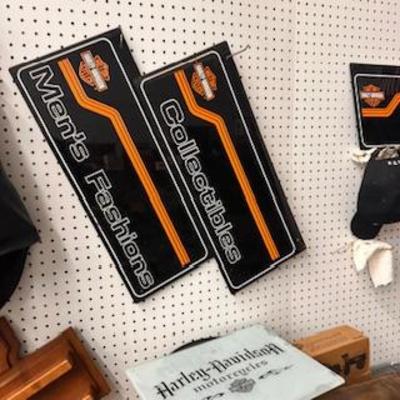 Men's Fashions
Collectibles
Harley-Davidson
motorcycles